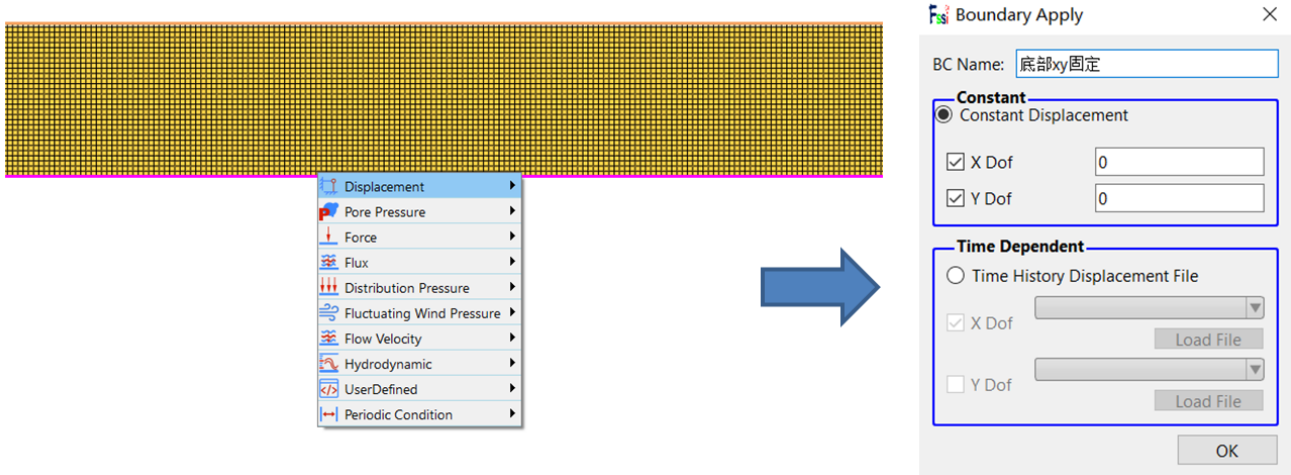 Displacement
Pore Pressure
Force
Flux
Distribution Pressure
Fluctuating Wind Pressure
Flow Velocity
Hydrodynamic
UserDefined
Periodic Condition
Fssi Boundary Apply
BC Name: 底部xy固定
Constant
Constant Displacement
X Dof 0
Y Dof 0
Time Dependent
Time History Displacement File
X Dof
Load File
Y Dof
Load File
OK